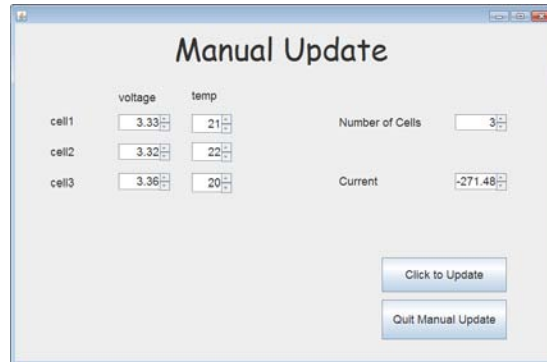 Manual Update
voltage temp
cell1 3.33 21 Number of Cells 3
cell2 3.32 22
cell3 3.36 20 Current -271.48
Click to Update
Quit Manual Update